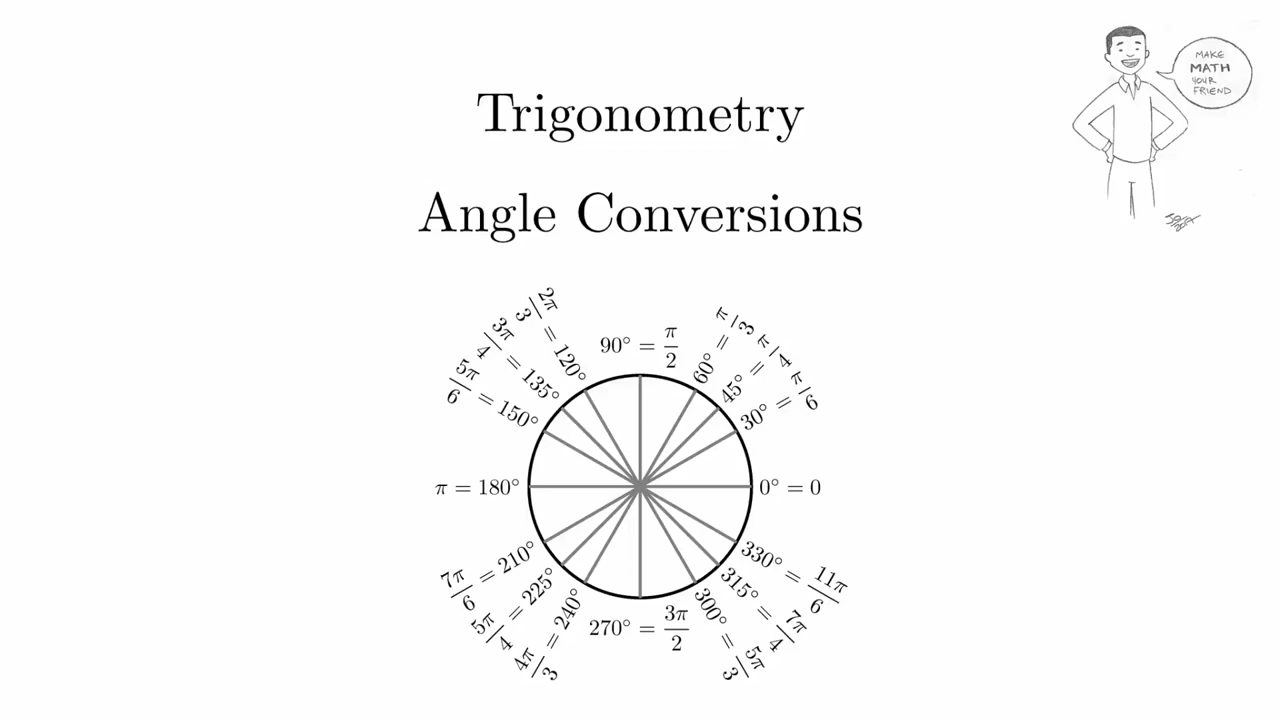 MAKE
MATH
YOUR
FRIEND
Trigonometry
Angle Conversions
2π/3 = 120°
3π/4 = 135°
5π/6 = 150°
90° = π/2
60° = π/3
45° = π/4
30° = π/6
π = 180°
0° = 0
7π/6 = 210°
5π/4 = 225°
4π/3 = 240°
270° = 3π/2
300° = 5π/3
315° = 7π/4
330° = 11π/6